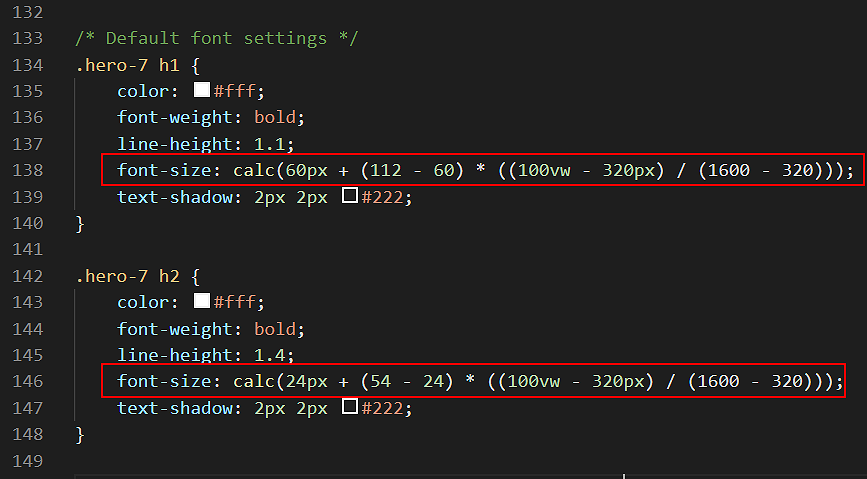 132
133 /* Default font settings */
134 .hero-7 h1 {
135 color: #fff;
136 font-weight: bold;
137 line-height: 1.1;
138 font-size: calc(60px + (112 - 60) * ((100vw - 320px) / (1600 - 320)));
139 text-shadow: 2px 2px #222;
140 }
141
142 .hero-7 h2 {
143 color: #fff;
144 font-weight: bold;
145 line-height: 1.4;
146 font-size: calc(24px + (54 - 24) * ((100vw - 320px) / (1600 - 320)));
147 text-shadow: 2px 2px #222;
148 }
149